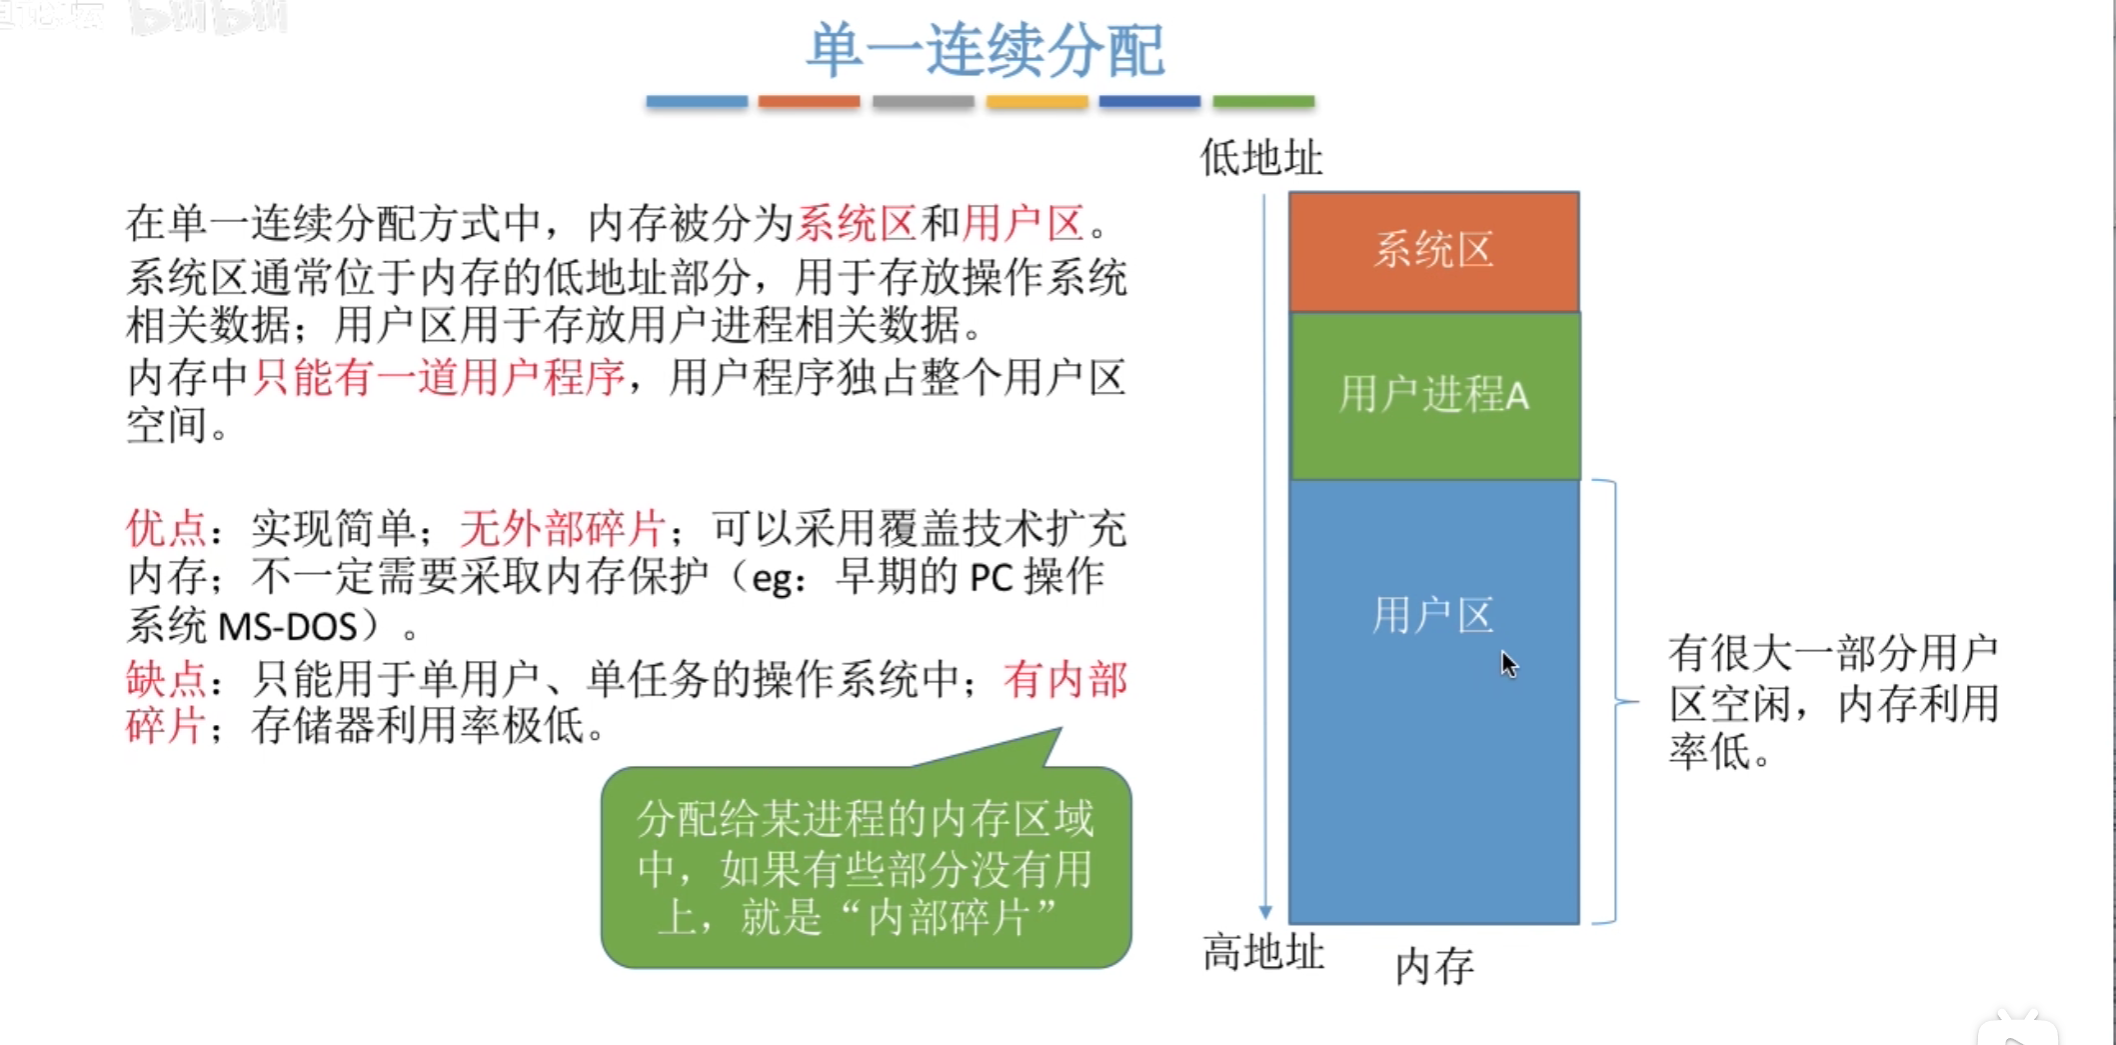 bilibili
单一连续分配
在单一连续分配方式中，内存被分为系统区和用户区。
系统区通常位于内存的低地址部分，用于存放操作系统
相关数据；用户区用于存放用户进程相关数据。
内存中只能有一道用户程序，用户程序独占整个用户区
空间。
优点：实现简单；无外部碎片；可以采用覆盖技术扩充
内存；不一定需要采取内存保护（eg：早期的 PC 操作
系统 MS-DOS）。
缺点：只能用于单用户、单任务的操作系统中；有内部
碎片；存储器利用率极低。
分配给某进程的内存区域
中，如果有些部分没有用
上，就是“内部碎片”
低地址
系统区
用户进程A
用户区
高地址
内存
有很大一部分用户
区空闲，内存利用
率低。